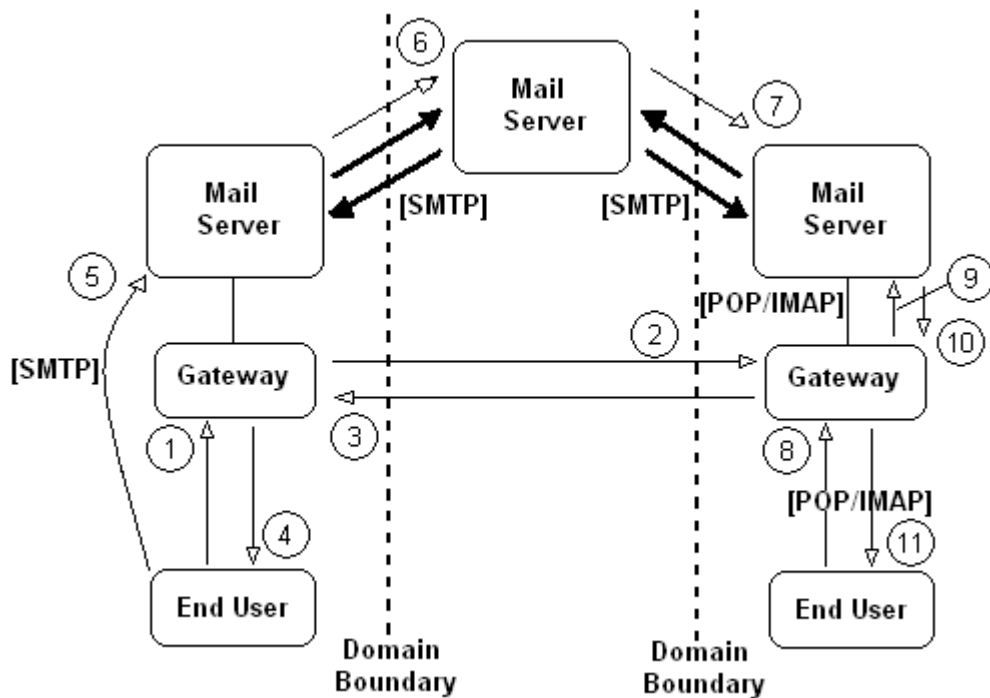 6
Mail
Server
7
Mail
Server
[SMTP]
[SMTP]
Mail
Server
5
[POP/IMAP]
9
2
10
[SMTP]
Gateway
Gateway
3
1
8
[POP/IMAP]
4
11
End User
End User
Domain
Boundary
Domain
Boundary